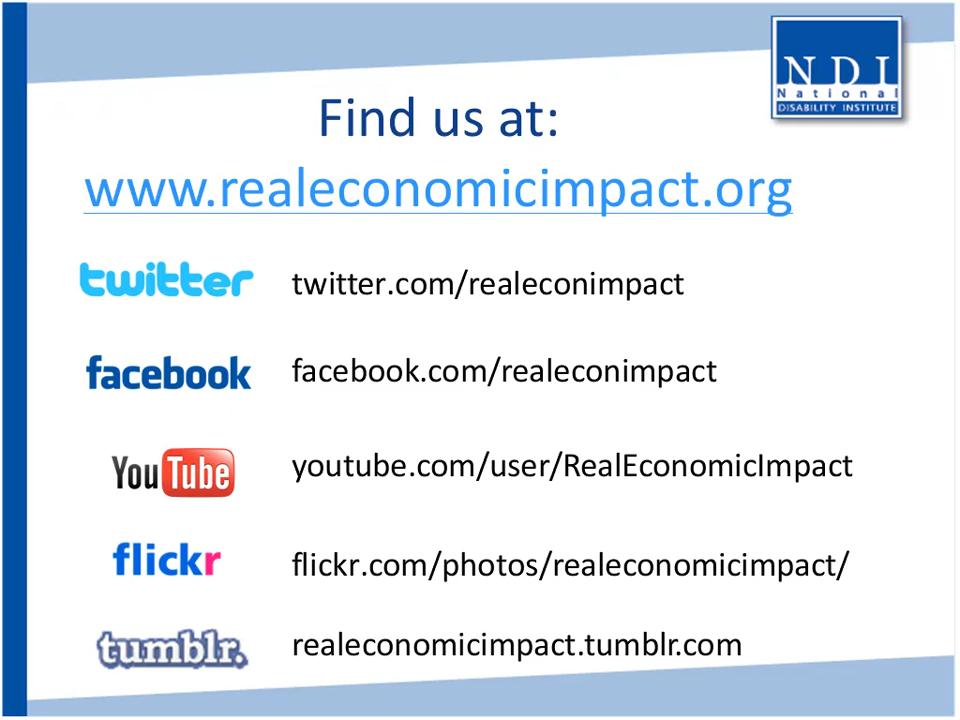 NDI
National
DISABILITY INSTITUTE
Find us at:
www.realeconomicimpact.org
twitter twitter.com/realeconimpact
facebook facebook.com/realeconimpact
YouTube youtube.com/user/RealEconomicImpact
flickr flickr.com/photos/realeconomicimpact/
tumblr. realeconomicimpact.tumblr.com